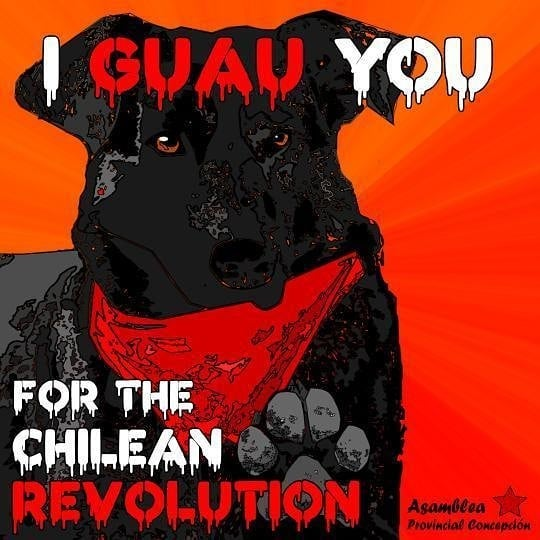 I GUAU YOU
FOR THE
CHILEAN
REVOLUTION
Asamblea
Provincial Concepción